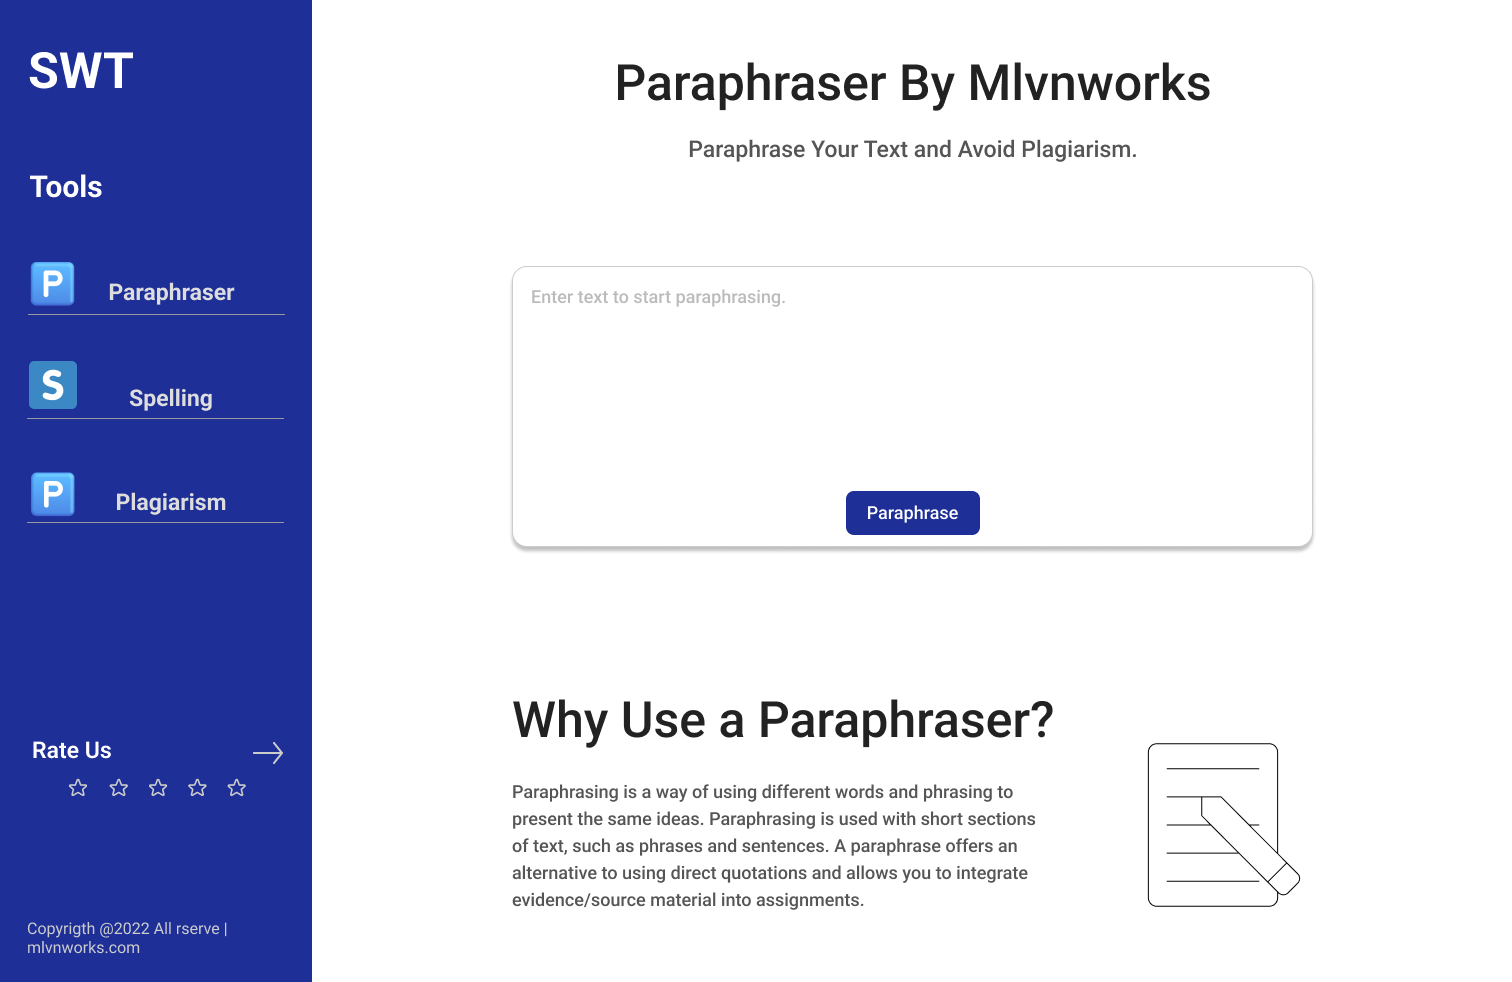 SWT
Tools
P
Paraphraser
S
Spelling
P
Plagiarism
Rate Us
Copyrigth @2022 All rserve |
mlvnworks.com
Paraphraser By Mlvnworks
Paraphrase Your Text and Avoid Plagiarism.
Enter text to start paraphrasing.
Paraphrase
Why Use a Paraphraser?
Paraphrasing is a way of using different words and phrasing to
present the same ideas. Paraphrasing is used with short sections
of text, such as phrases and sentences. A paraphrase offers an
alternative to using direct quotations and allows you to integrate
evidence/source material into assignments.